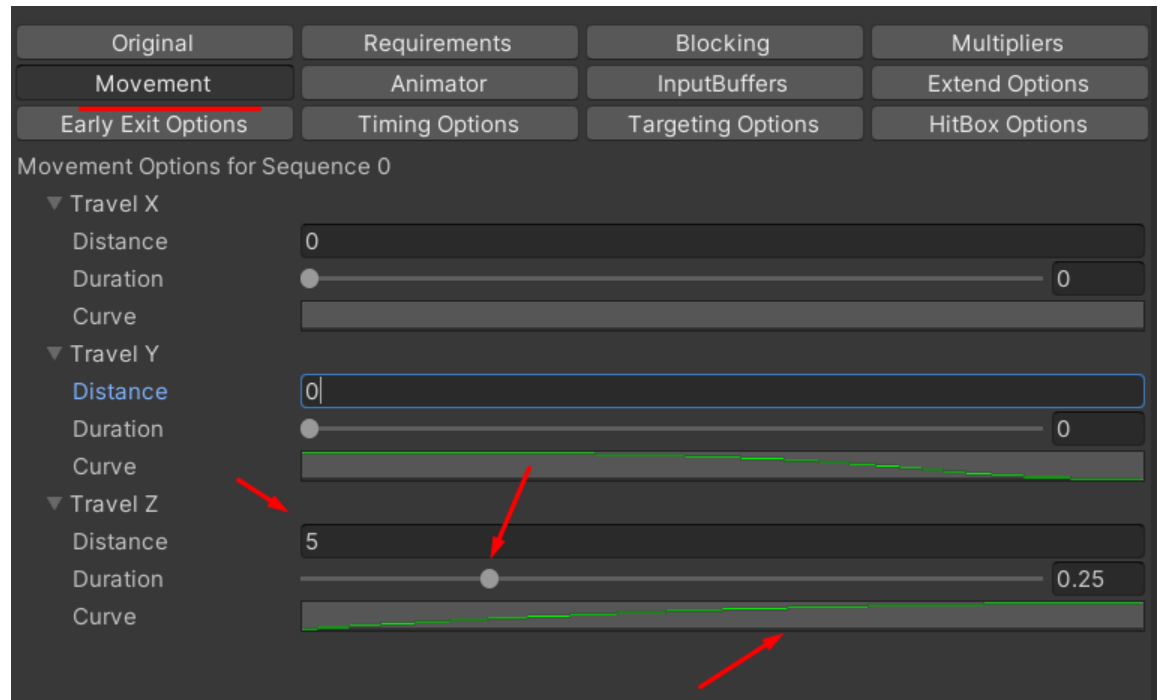 Original Requirements Blocking Multipliers
Movement Animator InputBuffers Extend Options
Early Exit Options Timing Options Targeting Options HitBox Options
Movement Options for Sequence 0
Travel X
Distance 0
Duration 0
Curve
Travel Y
Distance 0
Duration 0
Curve
Travel Z
Distance 5
Duration 0.25
Curve